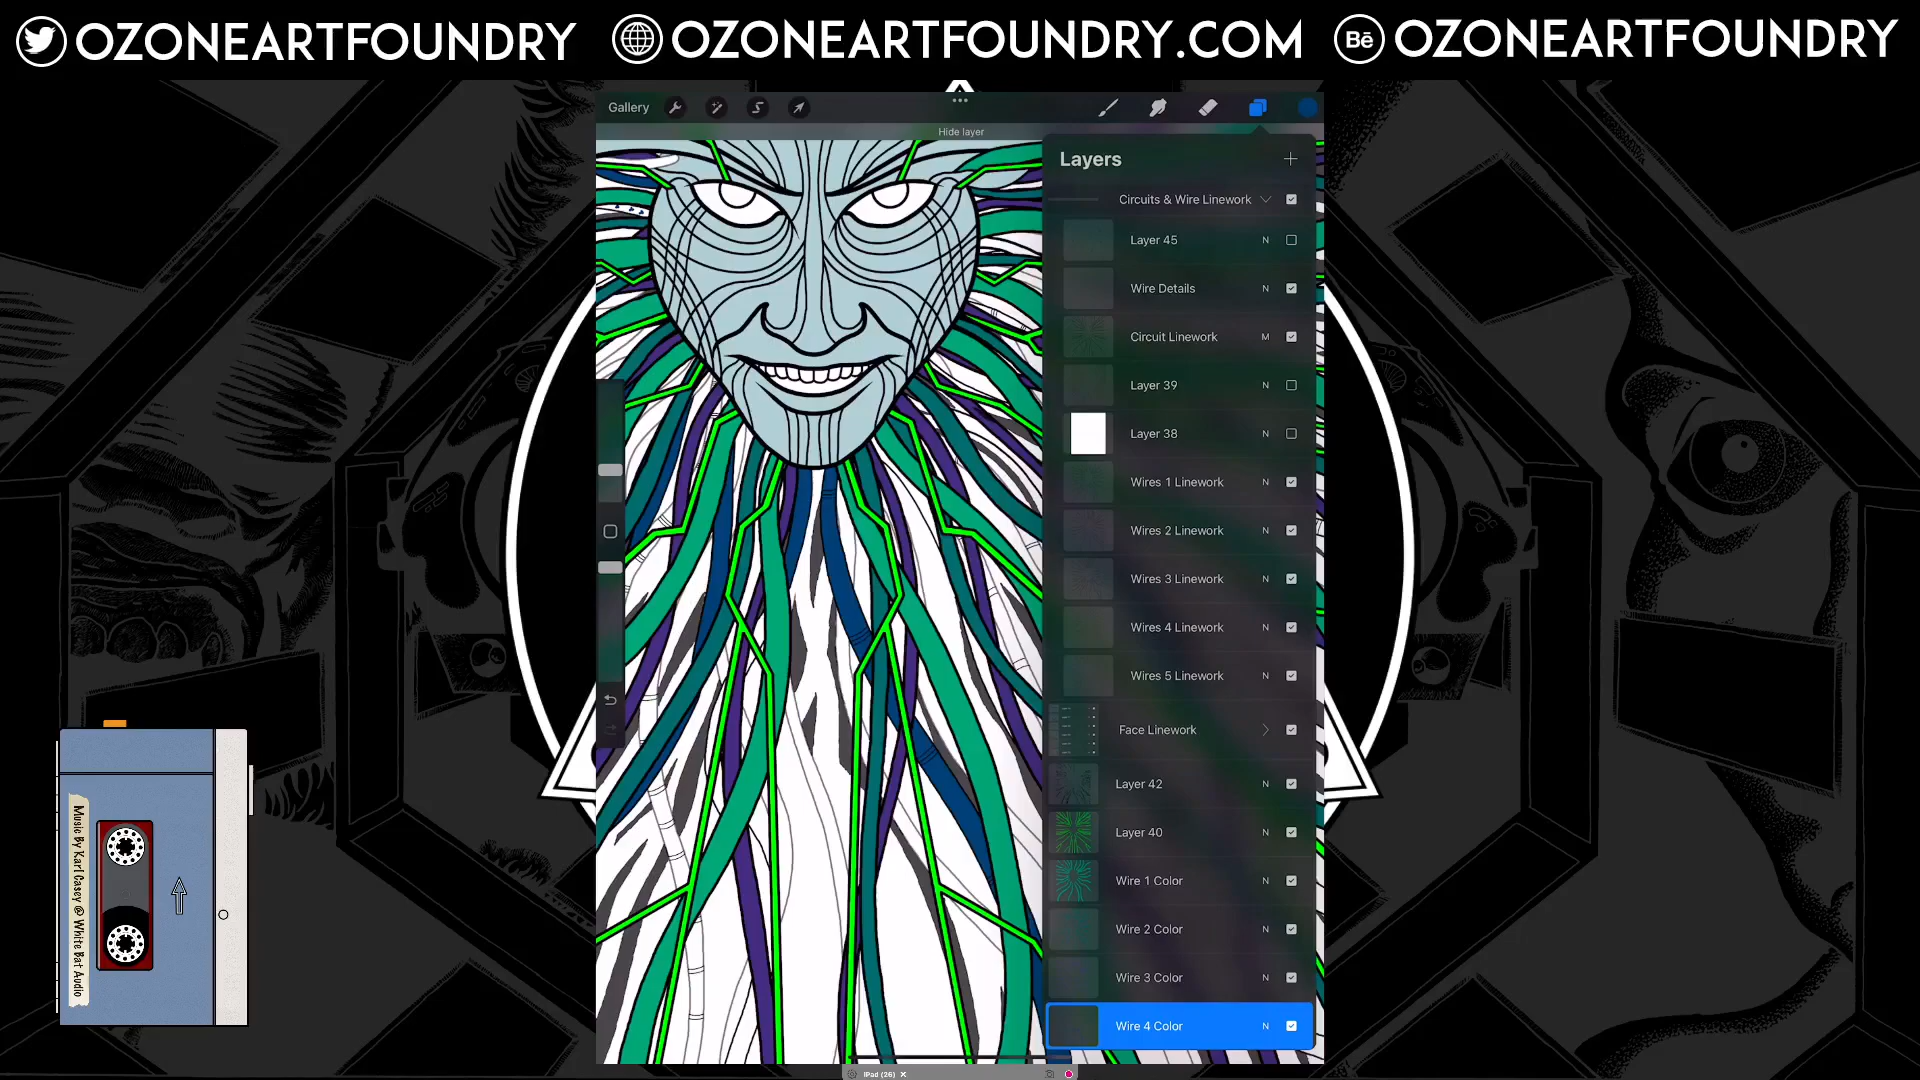 OZONEARTFOUNDRY
OZONEARTFOUNDRY.COM
Bē OZONEARTFOUNDRY
Gallery
Hide layer
Layers
Circuits & Wire Linework
Layer 45 N
Wire Details N
Circuit Linework M
Layer 39 N
Layer 38 N
Wires 1 Linework N
Wires 2 Linework N
Wires 3 Linework N
Wires 4 Linework N
Wires 5 Linework N
Face Linework
Layer 42 N
Layer 40 N
Wire 1 Color N
Wire 2 Color N
Wire 3 Color N
Wire 4 Color N
Music By Karl Casey @ White Bat Audio
iPad (26)